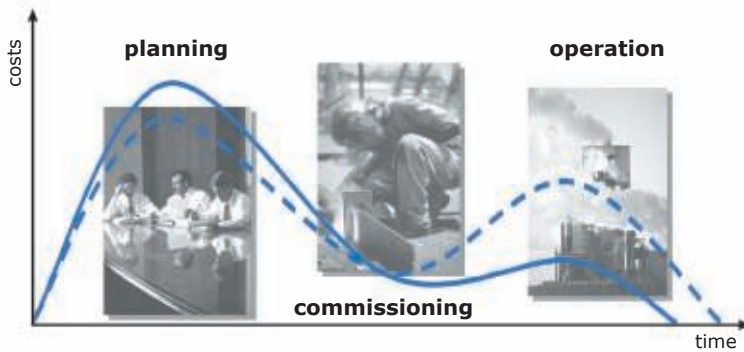 planning
operation
costs
commissioning
time